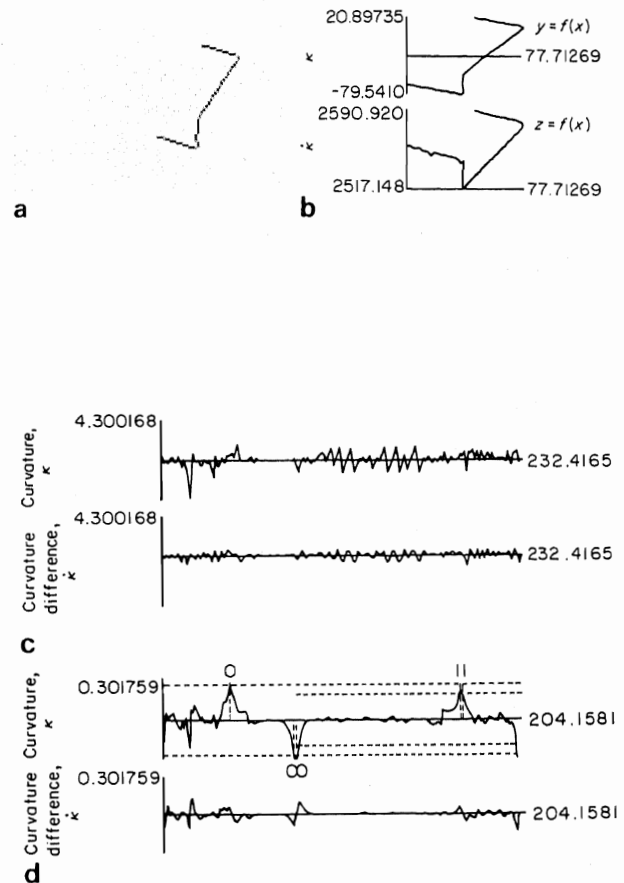 20.89735
y = f(x)
κ
77.71269
-79.5410
2590.920
z = f(x)
κ̇
2517.148
77.71269
a
b
4.300168
Curvature,
κ
232.4165
4.300168
Curvature
difference,
κ̇
232.4165
c
0
11
0.301759
Curvature,
κ
204.1581
8
0.301759
Curvature
difference,
κ̇
204.1581
d